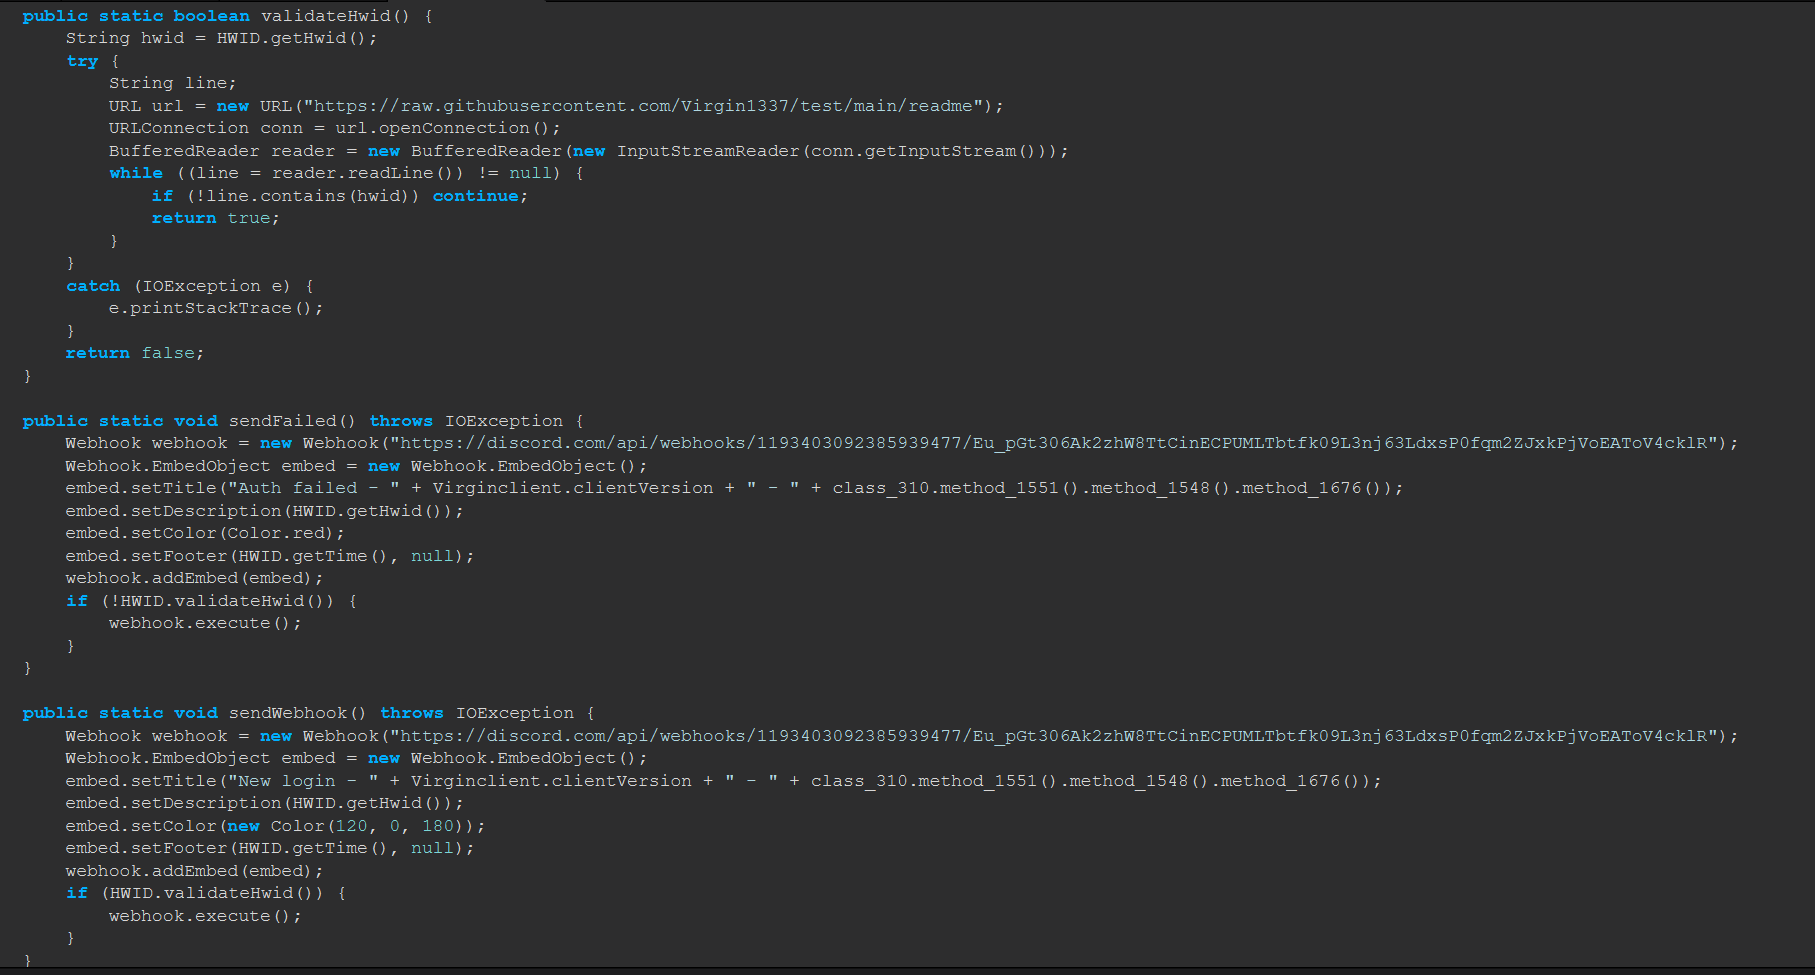 public static boolean validateHwid() {
    String hwid = HWID.getHwid();
    try {
        String line;
        URL url = new URL("https://raw.githubusercontent.com/Virgin1337/test/main/readme");
        URLConnection conn = url.openConnection();
        BufferedReader reader = new BufferedReader(new InputStreamReader(conn.getInputStream()));
        while ((line = reader.readLine()) != null) {
            if (!line.contains(hwid)) continue;
            return true;
        }
    }
    catch (IOException e) {
        e.printStackTrace();
    }
    return false;
}

public static void sendFailed() throws IOException {
    Webhook webhook = new Webhook("https://discord.com/api/webhooks/1193403092385939477/Eu_pGt306Ak2zhW8TtCinECPUMLTbtfk09L3nj63LdxsP0fqm2ZJxkPjVoEAToV4cklR");
    Webhook.EmbedObject embed = new Webhook.EmbedObject();
    embed.setTitle("Auth failed - " + Virginclient.clientVersion + " - " + class_310.method_1551().method_1548().method_1676());
    embed.setDescription(HWID.getHwid());
    embed.setColor(Color.red);
    embed.setFooter(HWID.getTime(), null);
    webhook.addEmbed(embed);
    if (!HWID.validateHwid()) {
        webhook.execute();
    }
}

public static void sendWebhook() throws IOException {
    Webhook webhook = new Webhook("https://discord.com/api/webhooks/1193403092385939477/Eu_pGt306Ak2zhW8TtCinECPUMLTbtfk09L3nj63LdxsP0fqm2ZJxkPjVoEAToV4cklR");
    Webhook.EmbedObject embed = new Webhook.EmbedObject();
    embed.setTitle("New login - " + Virginclient.clientVersion + " - " + class_310.method_1551().method_1548().method_1676());
    embed.setDescription(HWID.getHwid());
    embed.setColor(new Color(120, 0, 180));
    embed.setFooter(HWID.getTime(), null);
    webhook.addEmbed(embed);
    if (HWID.validateHwid()) {
        webhook.execute();
    }
}